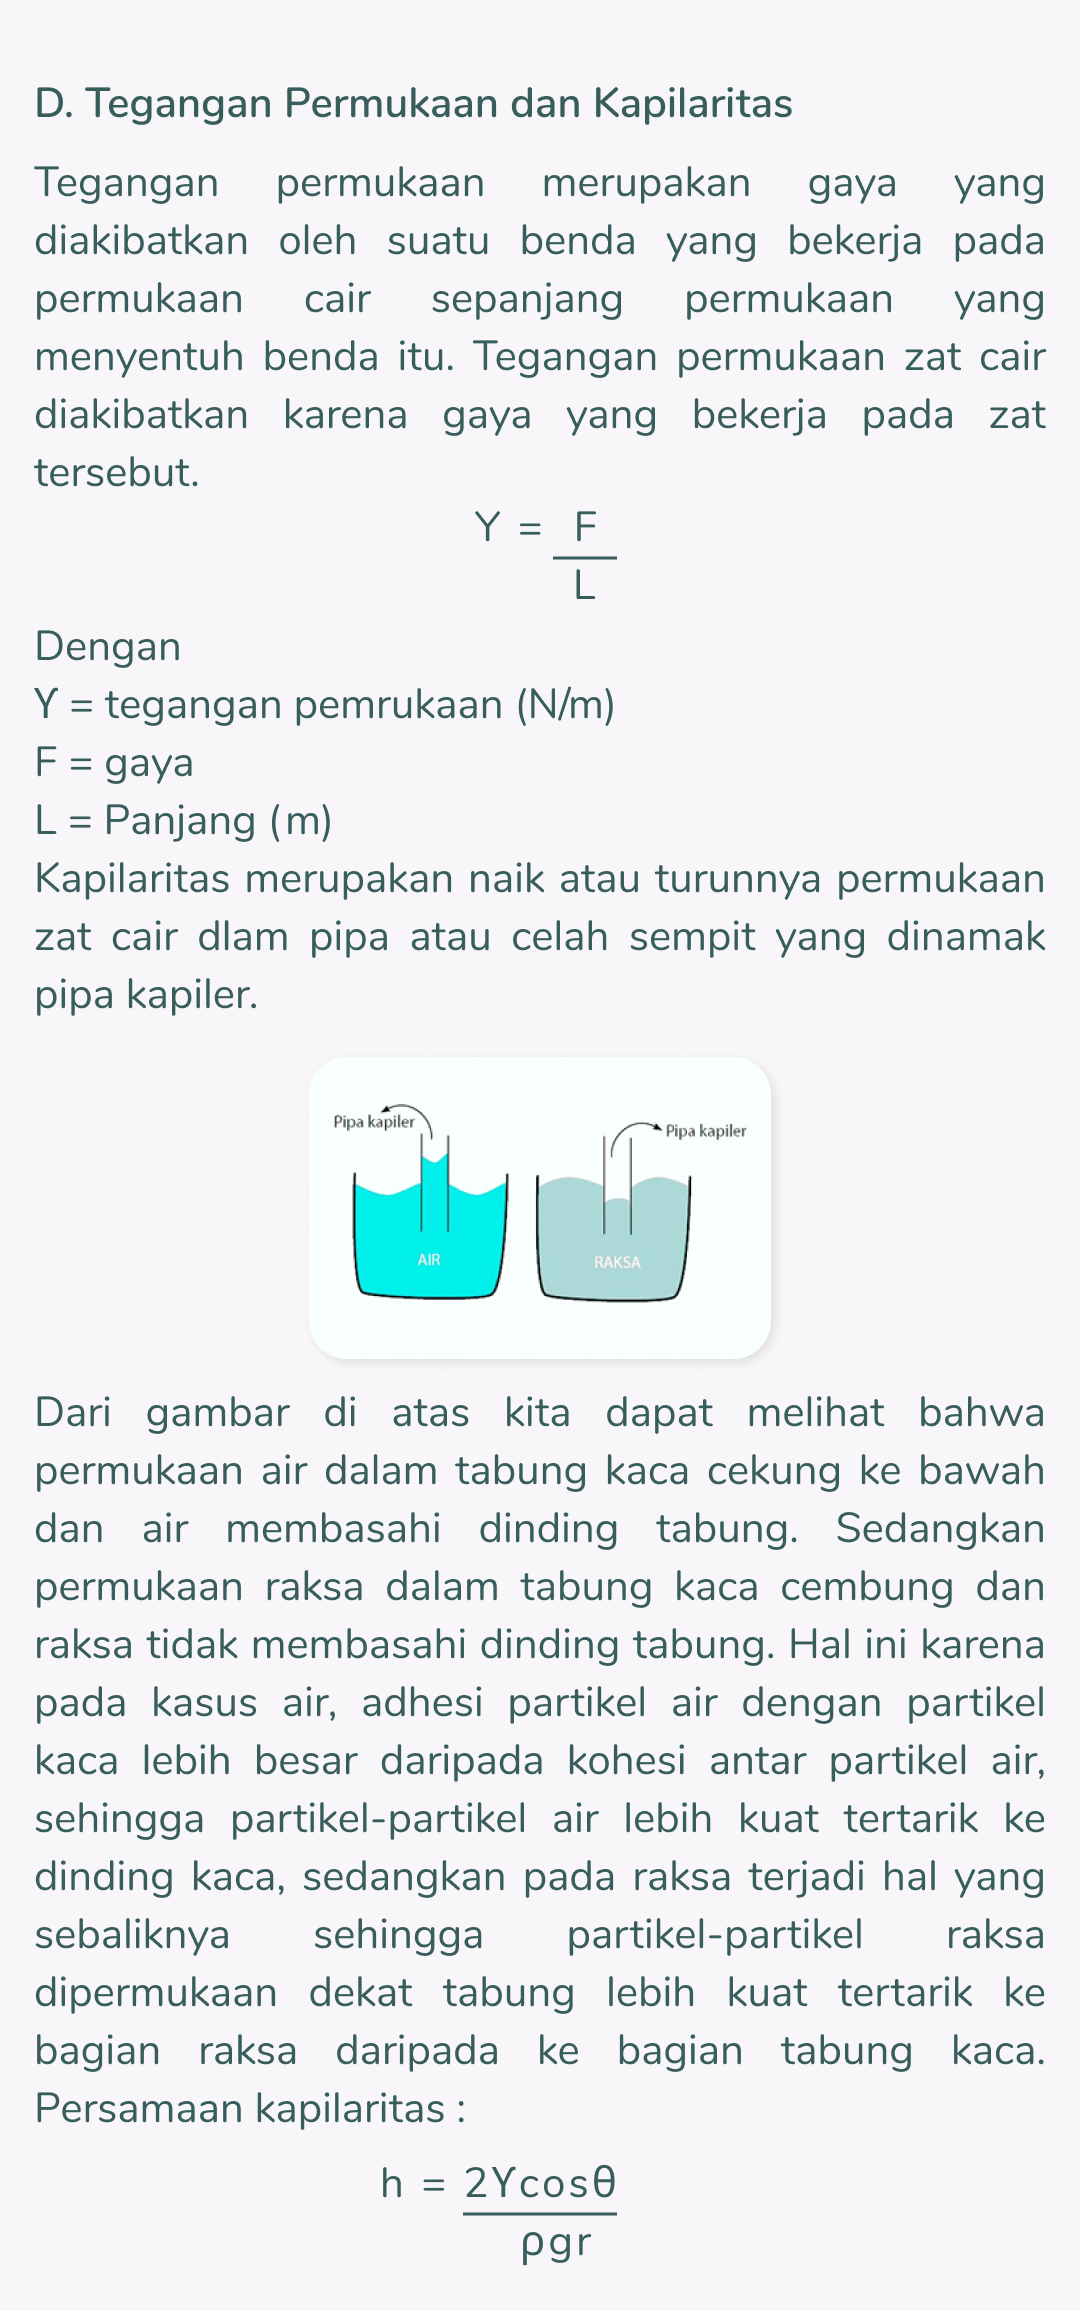 D. Tegangan Permukaan dan Kapilaritas
Tegangan permukaan merupakan gaya yang
diakibatkan oleh suatu benda yang bekerja pada
permukaan cair sepanjang permukaan yang
menyentuh benda itu. Tegangan permukaan zat cair
diakibatkan karena gaya yang bekerja pada zat
tersebut.
Y = F
L
Dengan
Y = tegangan pemrukaan (N/m)
F = gaya
L = Panjang (m)
Kapilaritas merupakan naik atau turunnya permukaan
zat cair dlam pipa atau celah sempit yang dinamak
pipa kapiler.
Pipa kapiler
Pipa kapiler
AIR
RAKSA
Dari gambar di atas kita dapat melihat bahwa
permukaan air dalam tabung kaca cekung ke bawah
dan air membasahi dinding tabung. Sedangkan
permukaan raksa dalam tabung kaca cembung dan
raksa tidak membasahi dinding tabung. Hal ini karena
pada kasus air, adhesi partikel air dengan partikel
kaca lebih besar daripada kohesi antar partikel air,
sehingga partikel-partikel air lebih kuat tertarik ke
dinding kaca, sedangkan pada raksa terjadi hal yang
sebaliknya sehingga partikel-partikel raksa
dipermukaan dekat tabung lebih kuat tertarik ke
bagian raksa daripada ke bagian tabung kaca.
Persamaan kapilaritas :
h = 2Ycosθ
ρgr